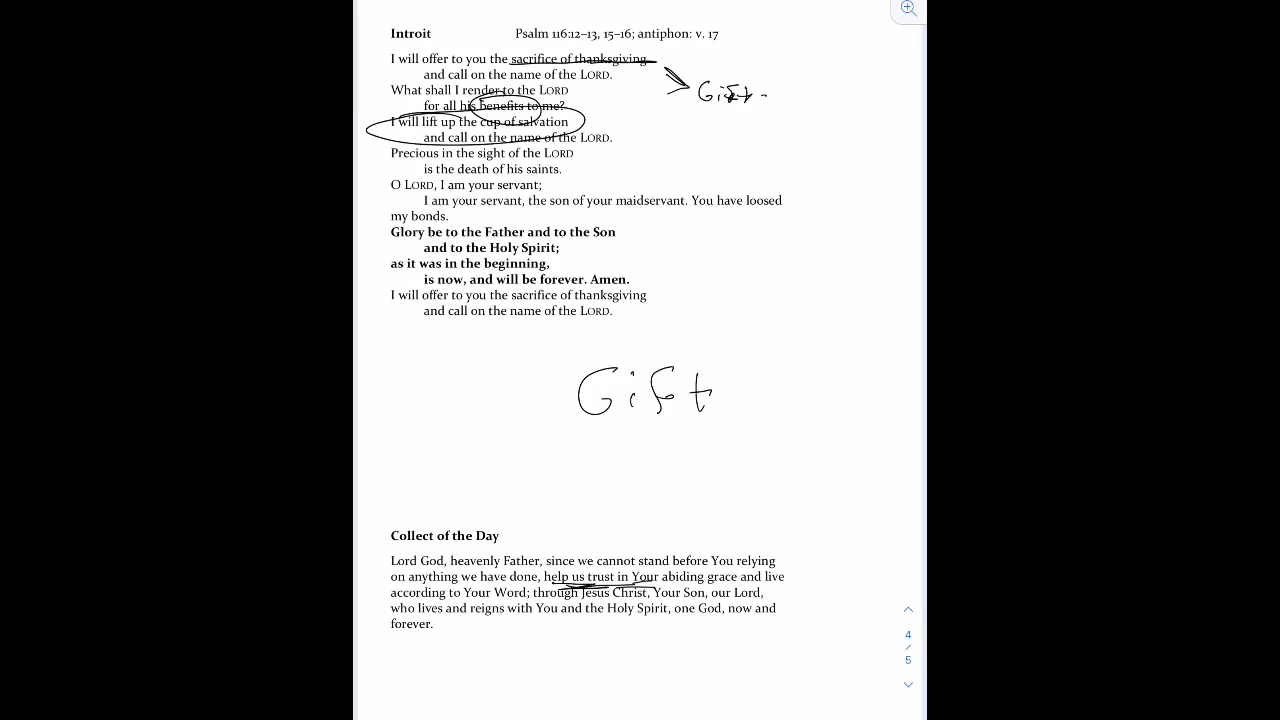 Introit Psalm 116:12–13, 15–16; antiphon: v. 17
I will offer to you the sacrifice of thanksgiving
and call on the name of the LORD.
What shall I render to the LORD
Gift
for all his benefits to me?
I will lift up the cup of salvation
and call on the name of the LORD.
Precious in the sight of the LORD
is the death of his saints.
O LORD, I am your servant;
I am your servant, the son of your maidservant. You have loosed
my bonds.
Glory be to the Father and to the Son
and to the Holy Spirit;
as it was in the beginning,
is now, and will be forever. Amen.
I will offer to you the sacrifice of thanksgiving
and call on the name of the LORD.
Gift
Collect of the Day
Lord God, heavenly Father, since we cannot stand before You relying
on anything we have done, help us trust in Your abiding grace and live
according to Your Word; through Jesus Christ, Your Son, our Lord,
who lives and reigns with You and the Holy Spirit, one God, now and
forever.
4
/
5